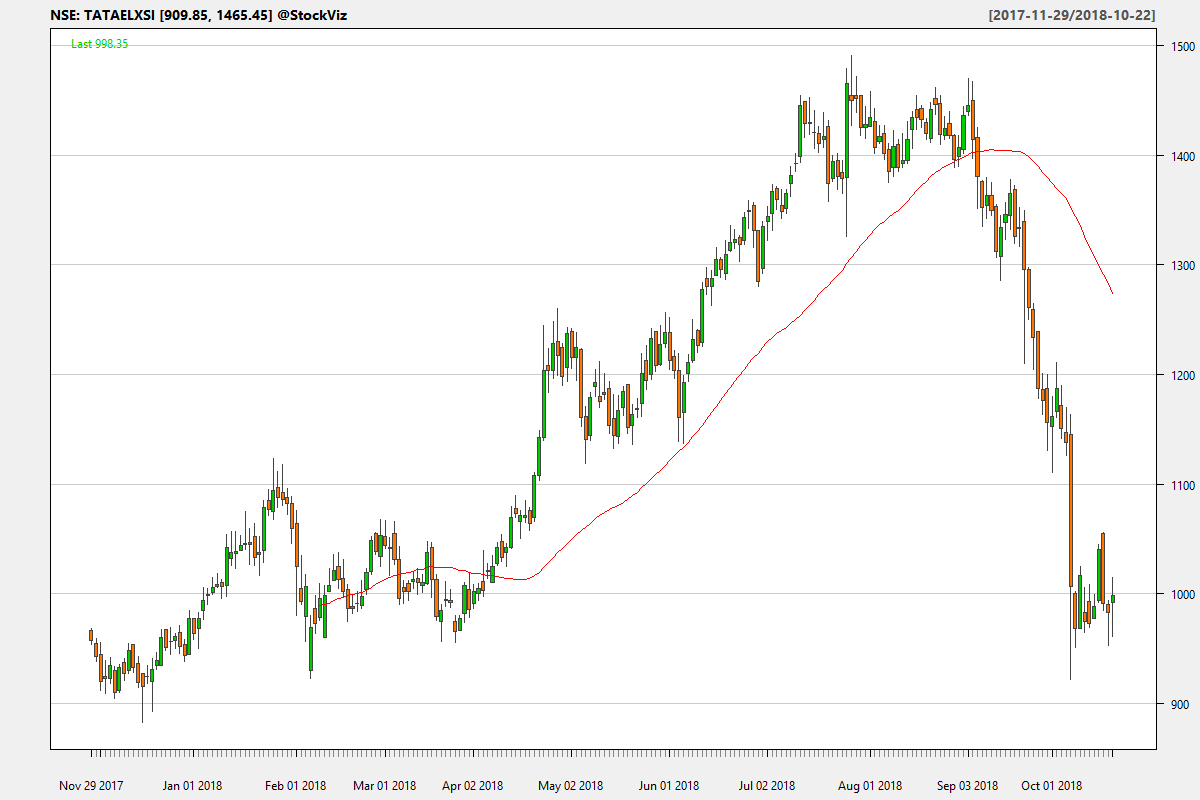 NSE: TATAELXSI [909.85, 1465.45] @StockViz [2017-11-29/2018-10-22]
Last 998.35
1500
1400
1300
1200
1100
1000
900
Nov 29 2017 Jan 01 2018 Feb 01 2018 Mar 01 2018 Apr 02 2018 May 02 2018 Jun 01 2018 Jul 02 2018 Aug 01 2018 Sep 03 2018 Oct 01 2018